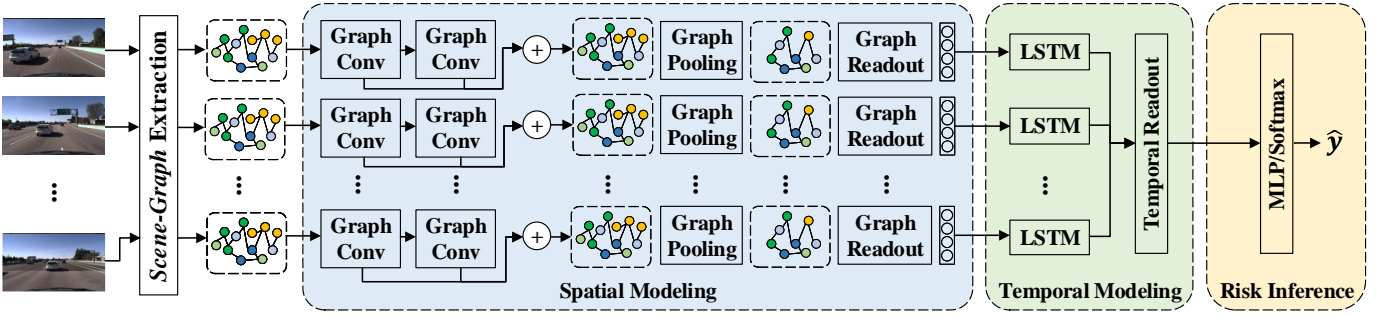 Scene-Graph Extraction
Graph
Conv
Graph
Conv
+
Graph
Pooling
Graph
Readout
LSTM
Graph
Conv
Graph
Conv
+
Graph
Pooling
Graph
Readout
LSTM
...
...
...
...
...
...
...
...
Graph
Conv
Graph
Conv
+
Graph
Pooling
Graph
Readout
LSTM
Temporal Readout
MLP/Softmax
ŷ
Spatial Modeling
Temporal Modeling
Risk Inference